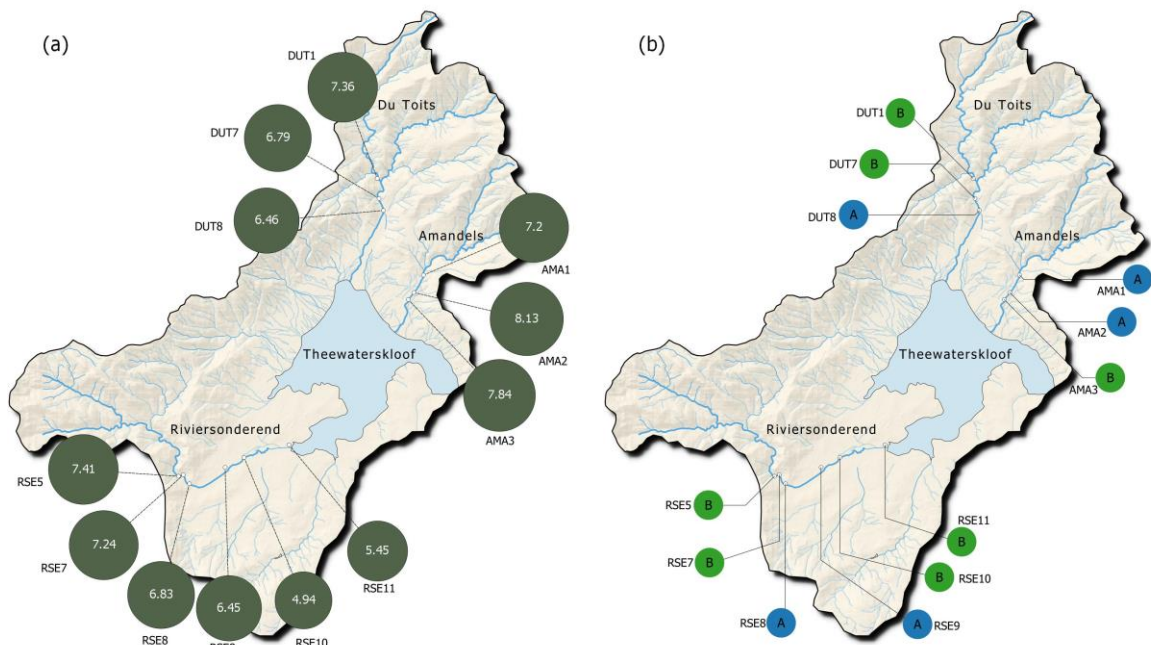 (a)
DUT1
7.36
Du Toits
DUT7
6.79
6.46
DUT8
Amandels
7.2
AMA1
8.13
AMA2
Theewaterskloof
7.84
AMA3
Riviersonderend
7.41
RSE5
7.24
RSE7
5.45
RSE11
6.83
RSE8
6.45
4.94
RSE10
(b)
Du Toits
DUT1
B
DUT7
B
DUT8
A
Amandels
AMA1
A
AMA2
A
Theewaterskloof
AMA3
B
Riviersonderend
RSE5
B
RSE11
B
RSE7
B
B
RSE10
RSE8
A
A
RSE9